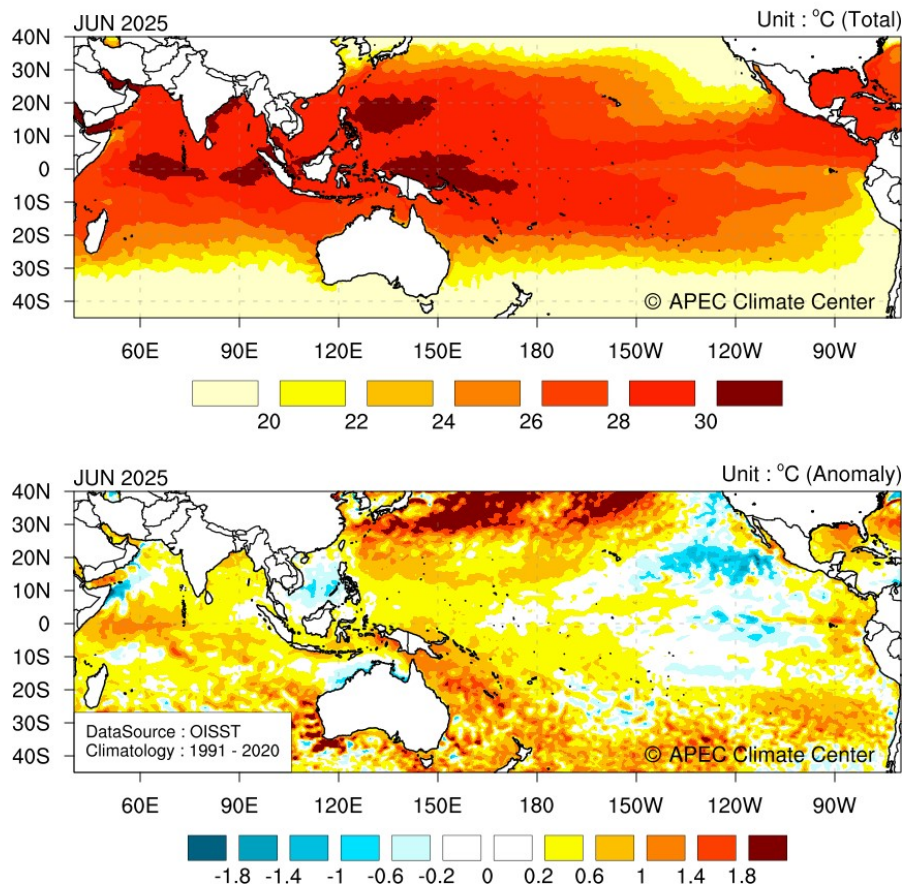 JUN 2025 Unit : °C (Total)
40N
30N
20N
10N
0
10S
20S
30S
40S
© APEC Climate Center
60E 90E 120E 150E 180 150W 120W 90W
20 22 24 26 28 30
JUN 2025 Unit : °C (Anomaly)
40N
30N
20N
10N
0
10S
20S
30S
40S
DataSource : OISST
Climatology : 1991 - 2020
© APEC Climate Center
60E 90E 120E 150E 180 150W 120W 90W
-1.8 -1.4 -1 -0.6 -0.2 0 0.2 0.6 1 1.4 1.8